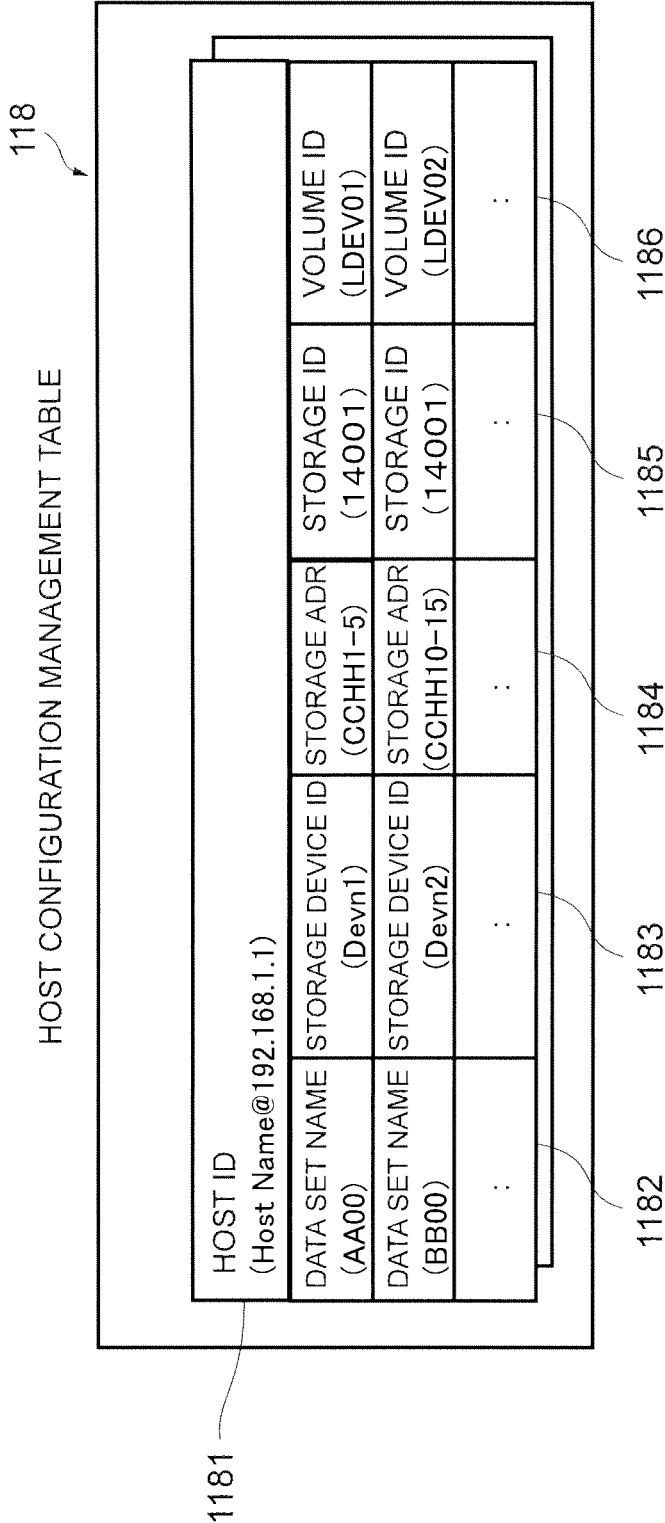 HOST CONFIGURATION MANAGEMENT TABLE
118
1181
HOST ID
(Host Name@192.168.1.1)
DATA SET NAME
(AA00)
STORAGE DEVICE ID
(Devn1)
STORAGE ADR
(CCHH1-5)
STORAGE ID
(14001)
VOLUME ID
(LDEV01)
DATA SET NAME
(BB00)
STORAGE DEVICE ID
(Devn2)
STORAGE ADR
(CCHH10-15)
STORAGE ID
(14001)
VOLUME ID
(LDEV02)
:
:
:
:
:
1182
1183
1184
1185
1186